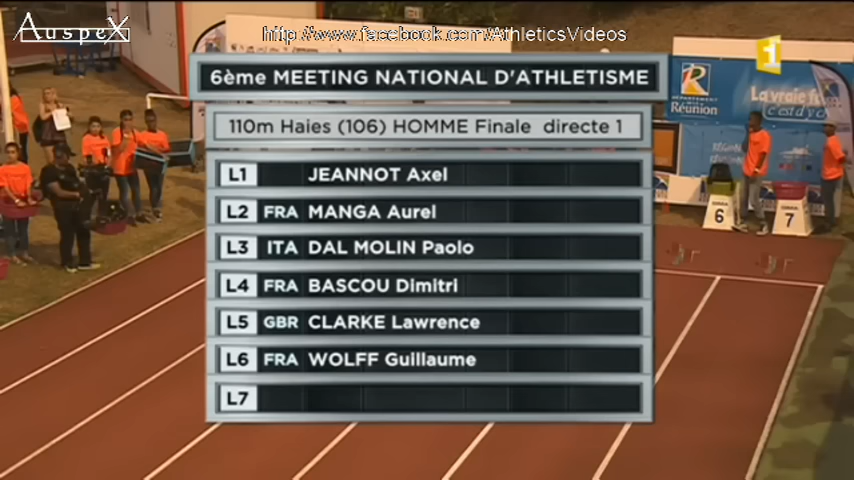 AuspeX
http://www.facebook.com/AthleticsVideos
1
6ème MEETING NATIONAL D'ATHLETISME
110m Haies (106) HOMME Finale directe 1
L1 JEANNOT Axel
L2 FRA MANGA Aurel
L3 ITA DAL MOLIN Paolo
L4 FRA BASCOU Dimitri
L5 GBR CLARKE Lawrence
L6 FRA WOLFF Guillaume
L7
Réunion
La vraie
c'est d'y
6
7